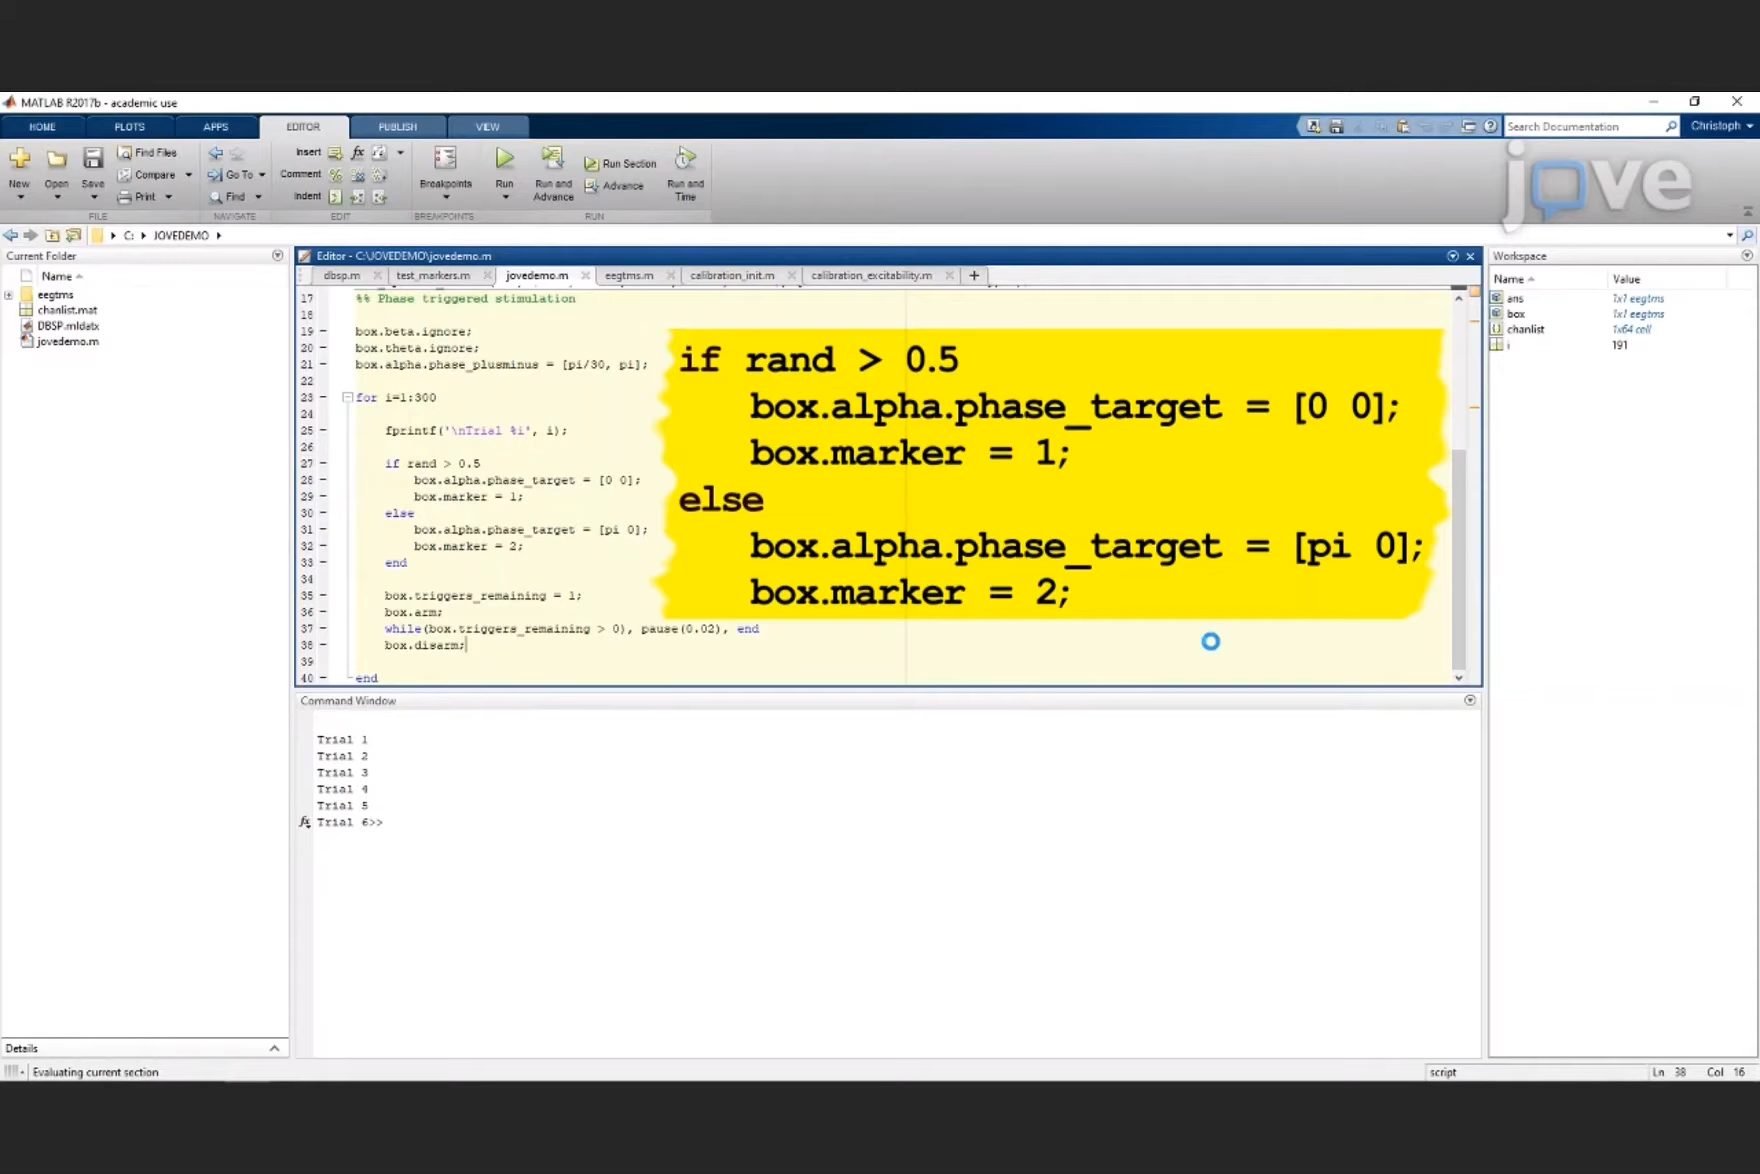 MATLAB R2017b - academic use
HOME PLOTS APPS EDITOR PUBLISH VIEW
Search Documentation
Christoph
New Open Save
Find Files
Compare
Print
FILE
Go To
Find
NAVIGATE
Insert fx
Comment
Indent
EDIT
Breakpoints
BREAKPOINTS
Run
Run and Advance
Run Section
Advance
Run and Time
RUN
jove
C: JOVEDEMO
Current Folder
Name
eegtms
chanlist.mat
DBSP.mldatx
jovedemo.m
Details
Editor - C:\JOVEDEMO\jovedemo.m
dbsp.m test_markers.m jovedemo.m eegtms.m calibration_init.m calibration_excitability.m +
17 %% Phase triggered stimulation
18
19 - box.beta.ignore;
20 - box.theta.ignore;
21 - box.alpha.phase_plusminus = [pi/30, pi];
22
23 - for i=1:300
24
25 - fprintf('\nTrial %i', i);
26
27 - if rand > 0.5
28 - box.alpha.phase_target = [0 0];
29 - box.marker = 1;
30 - else
31 - box.alpha.phase_target = [pi 0];
32 - box.marker = 2;
33 - end
34
35 - box.triggers_remaining = 1;
36 - box.arm;
37 - while(box.triggers_remaining > 0), pause(0.02), end
38 - box.disarm;
39
40 - end
if rand > 0.5
box.alpha.phase_target = [0 0];
box.marker = 1;
else
box.alpha.phase_target = [pi 0];
box.marker = 2;
Command Window
Trial 1
Trial 2
Trial 3
Trial 4
Trial 5
fx Trial 6>>
Workspace
Name Value
ans 1x1 eegtms
box 1x1 eegtms
chanlist 1x64 cell
i 191
Evaluating current section
script
Ln 38 Col 16